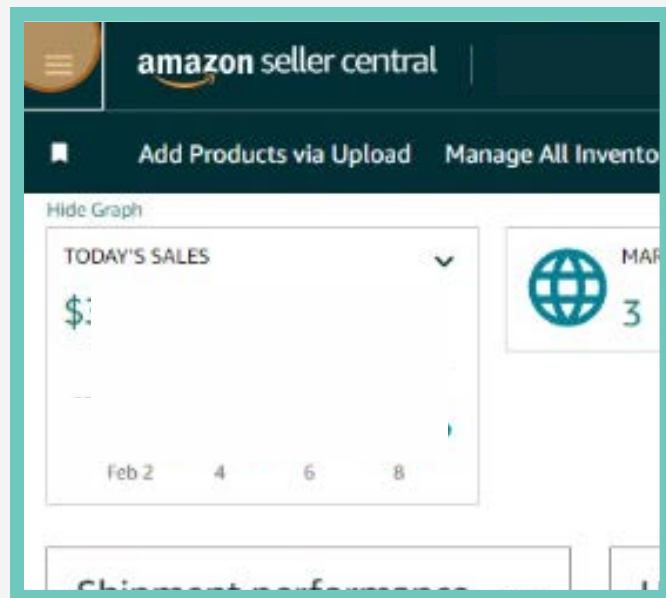 amazon seller central
Add Products via Upload Manage All Invento
Hide Graph
TODAY'S SALES
MAR
$
3
Feb 2 4 6 8
Shipment performance